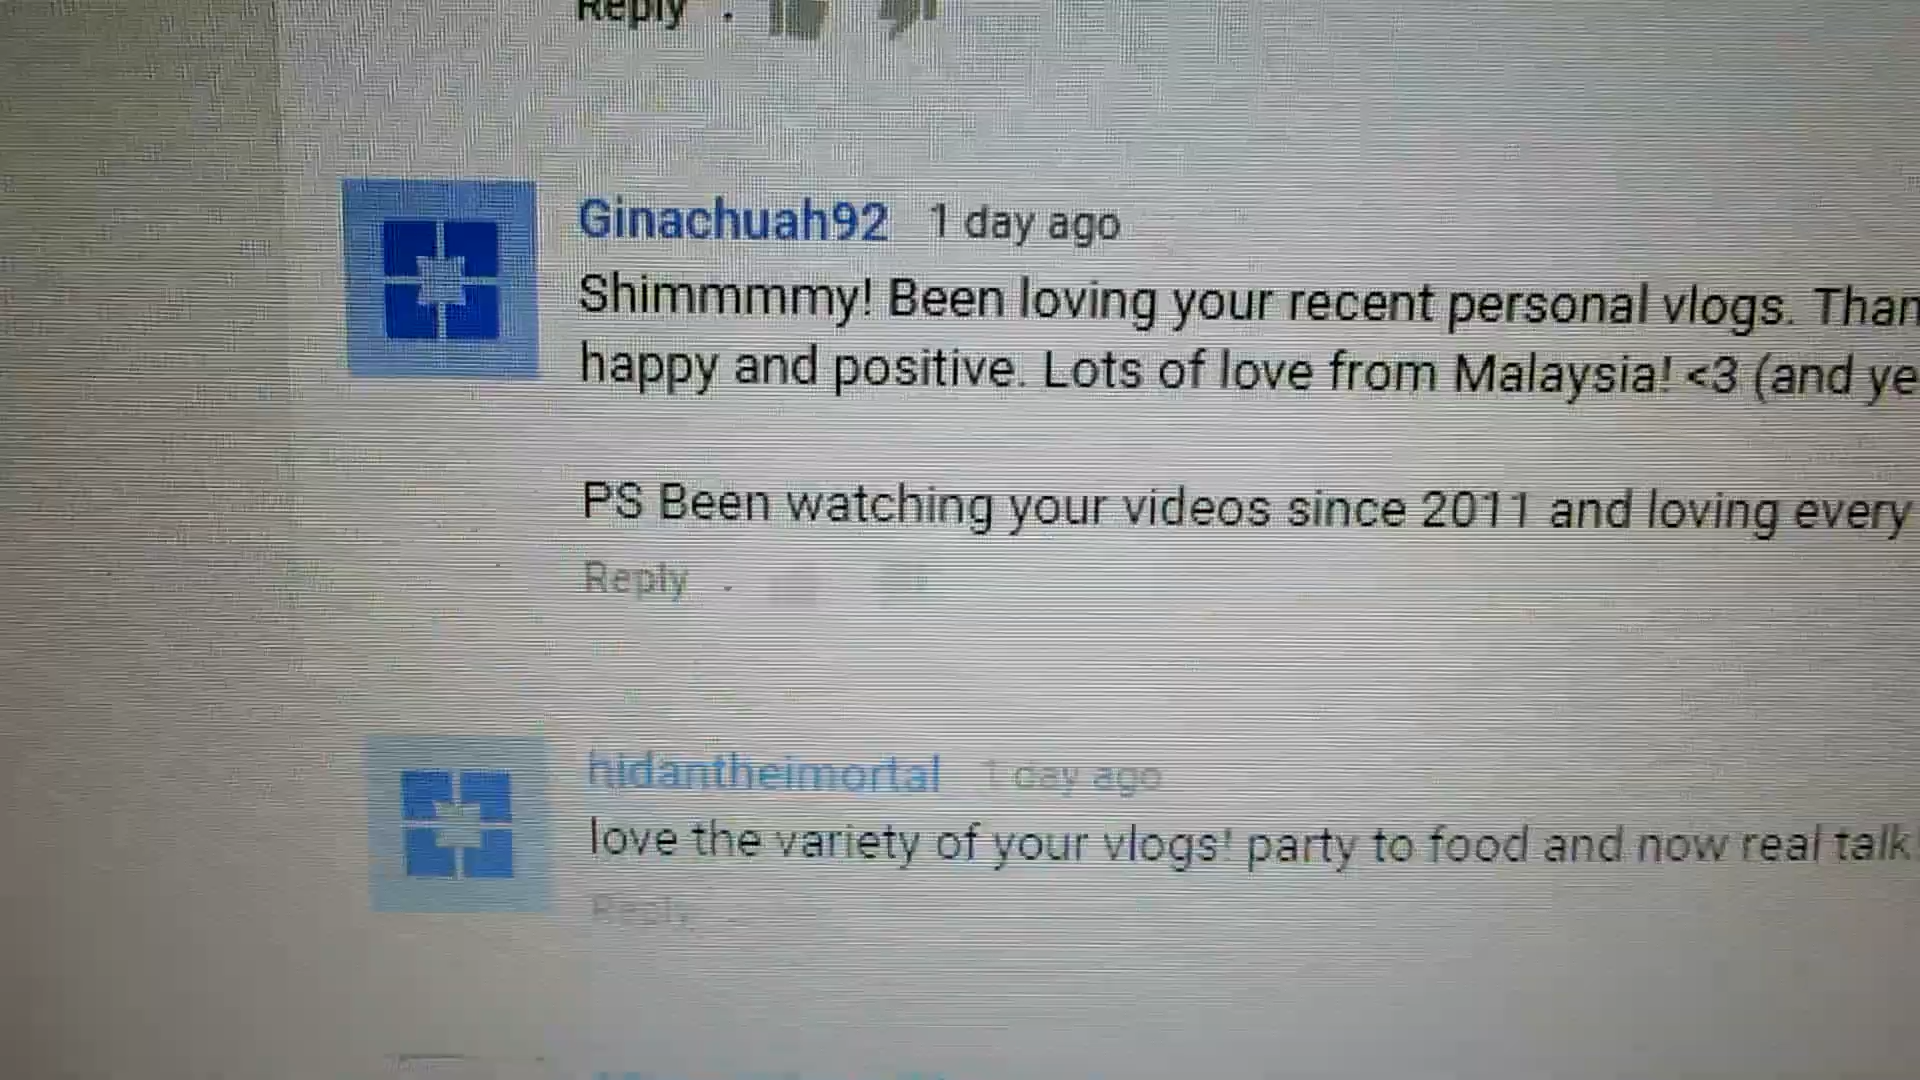 Reply
Ginachuah92 1 day ago
Shimmmmy! Been loving your recent personal vlogs. Than
happy and positive. Lots of love from Malaysia! <3 (and ye
PS Been watching your videos since 2011 and loving every
Reply
hidantheimortal 1 day ago
love the variety of your vlogs! party to food and now real talk
Reply